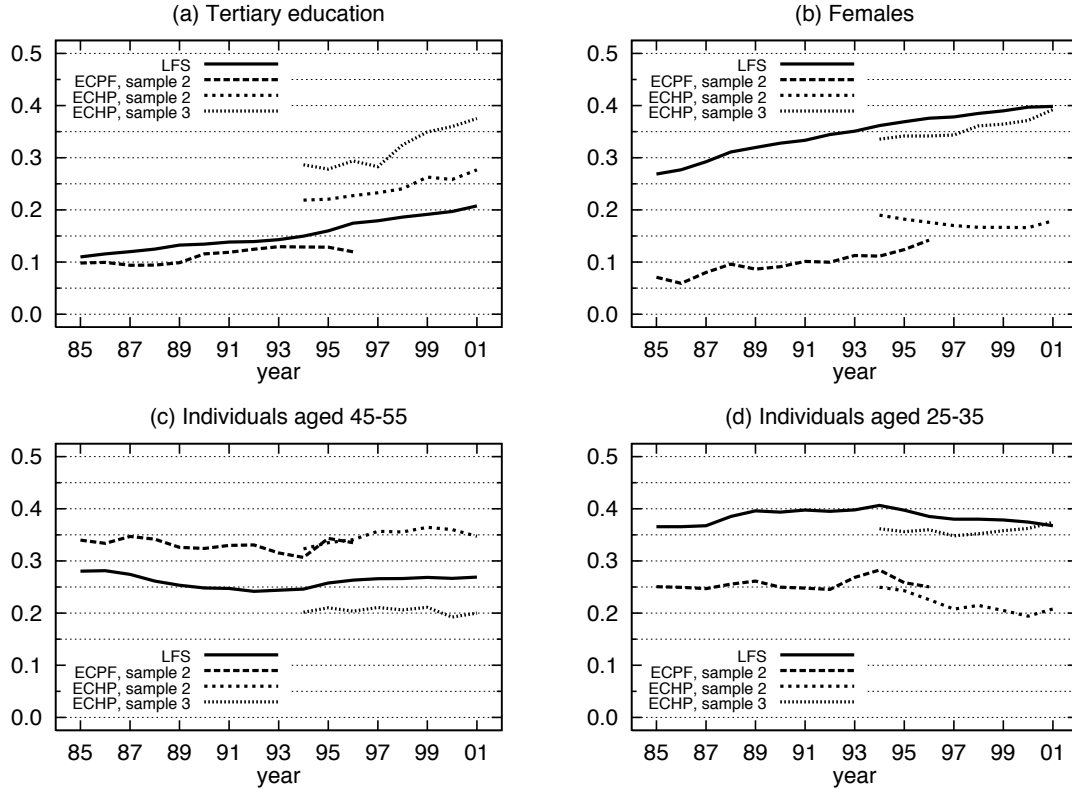 (a) Tertiary education
0.5
0.4
0.3
0.2
0.1
0.0
LFS
ECPF, sample 2
ECHP, sample 2
ECHP, sample 3
85 87 89 91 93 95 97 99 01
year
(b) Females
0.5
0.4
0.3
0.2
0.1
0.0
LFS
ECPF, sample 2
ECHP, sample 2
ECHP, sample 3
85 87 89 91 93 95 97 99 01
year
(c) Individuals aged 45-55
0.5
0.4
0.3
0.2
0.1
0.0
LFS
ECPF, sample 2
ECHP, sample 2
ECHP, sample 3
85 87 89 91 93 95 97 99 01
year
(d) Individuals aged 25-35
0.5
0.4
0.3
0.2
0.1
0.0
LFS
ECPF, sample 2
ECHP, sample 2
ECHP, sample 3
85 87 89 91 93 95 97 99 01
year